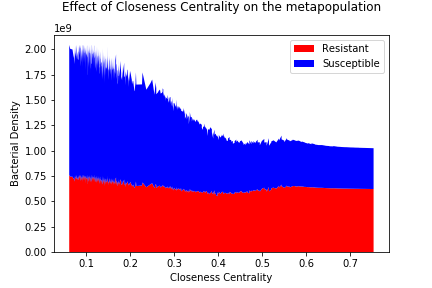 Effect of Closeness Centrality on the metapopulation
1e9
Resistant
Susceptible
2.00
1.75
1.50
1.25
1.00
0.75
0.50
0.25
0.00
Bacterial Density
0.1 0.2 0.3 0.4 0.5 0.6 0.7
Closeness Centrality